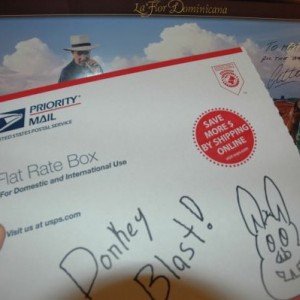 La Flor Dominicana
PRIORITY
MAIL
UNITED STATES POSTAL SERVICE
Flat Rate Box
For Domestic and International Use
SAVE
MORE $
BY SHIPPING
ONLINE
Visit us at usps.com
Donkey
Blast!